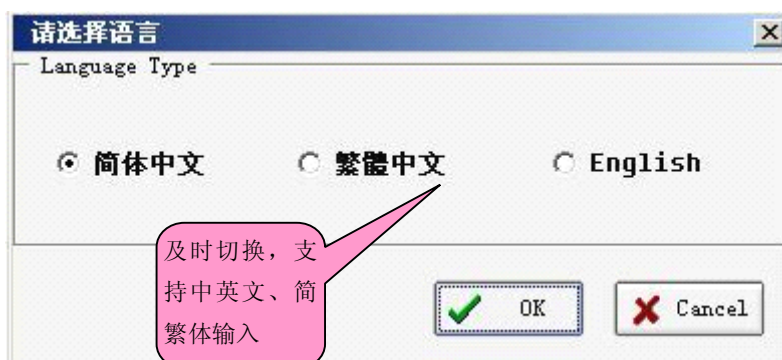 请选择语言
Language Type
简体中文 繁體中文 English
及时切换，支
持中英文、简
繁体输入
OK Cancel